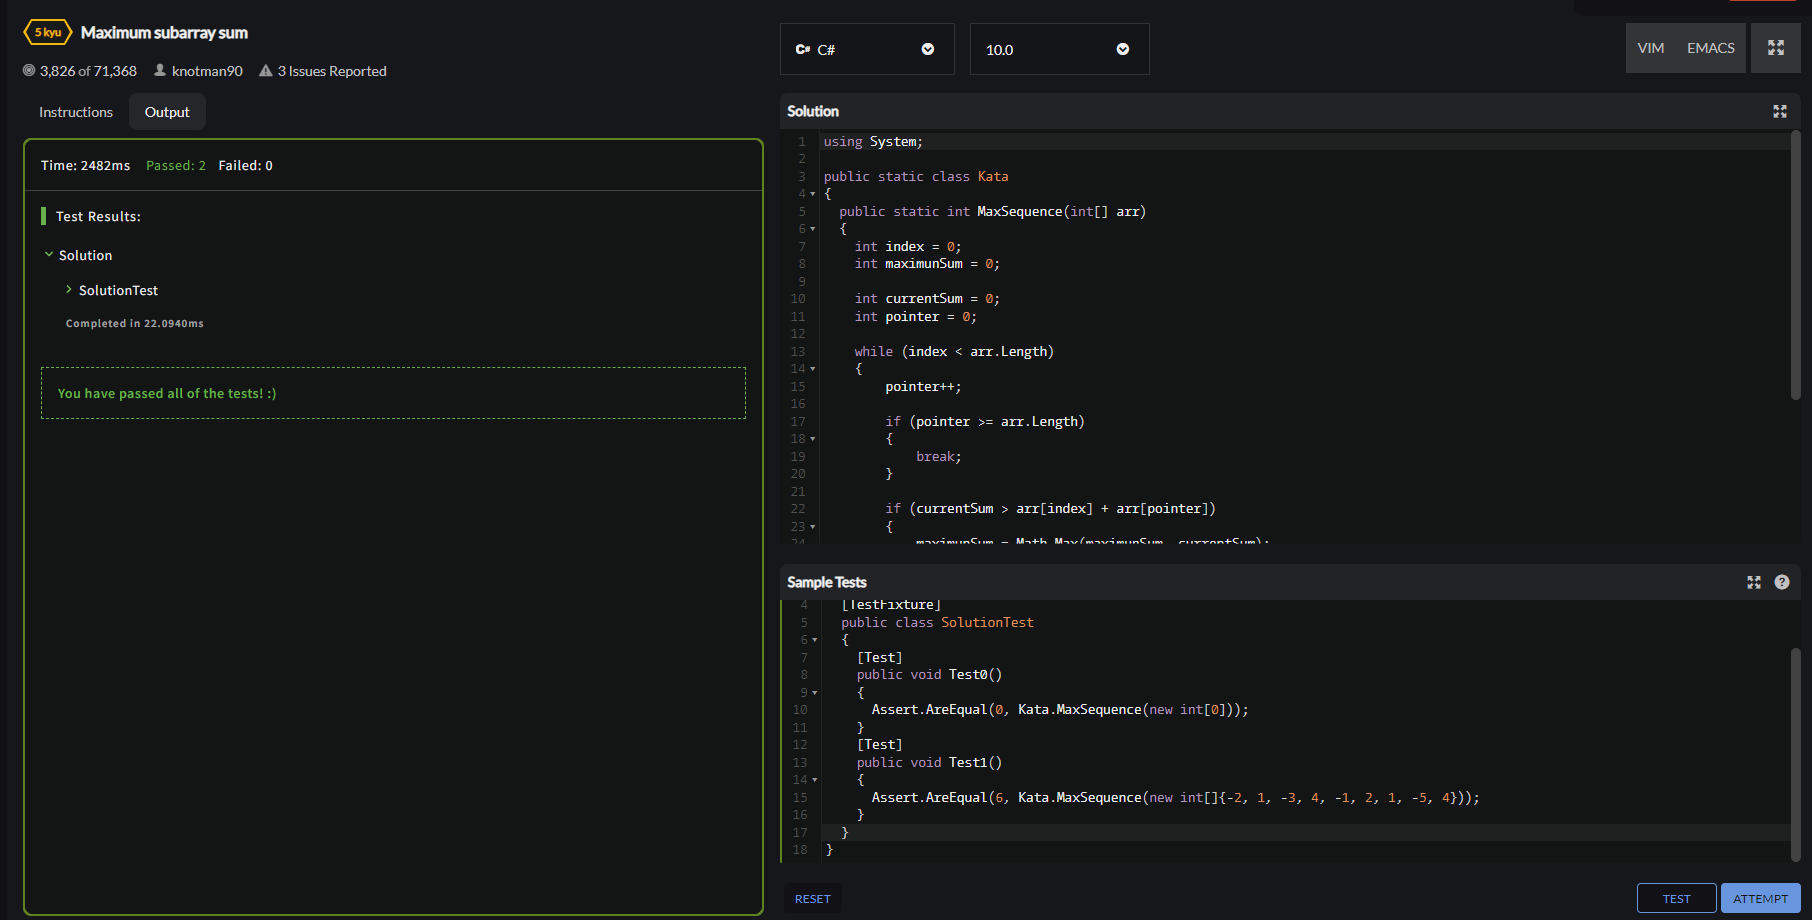 5 kyu Maximum subarray sum
3,826 of 71,368 knotman90 3 Issues Reported
Instructions Output
Time: 2482ms Passed: 2 Failed: 0
Test Results:
Solution
SolutionTest
Completed in 22.0940ms
You have passed all of the tests! :)
C# C# 10.0 VIM EMACS
Solution
1 using System;
2
3 public static class Kata
4 {
5 public static int MaxSequence(int[] arr)
6 {
7 int index = 0;
8 int maximunSum = 0;
9
10 int currentSum = 0;
11 int pointer = 0;
12
13 while (index < arr.Length)
14 {
15 pointer++;
16
17 if (pointer >= arr.Length)
18 {
19 break;
20 }
21
22 if (currentSum > arr[index] + arr[pointer])
23 {
24 maximunSum = Math.Max(maximunSum, currentSum);
Sample Tests
4 [TestFixture]
5 public class SolutionTest
6 {
7 [Test]
8 public void Test0()
9 {
10 Assert.AreEqual(0, Kata.MaxSequence(new int[0]));
11 }
12 [Test]
13 public void Test1()
14 {
15 Assert.AreEqual(6, Kata.MaxSequence(new int[]{-2, 1, -3, 4, -1, 2, 1, -5, 4}));
16 }
17 }
18 }
RESET TEST ATTEMPT